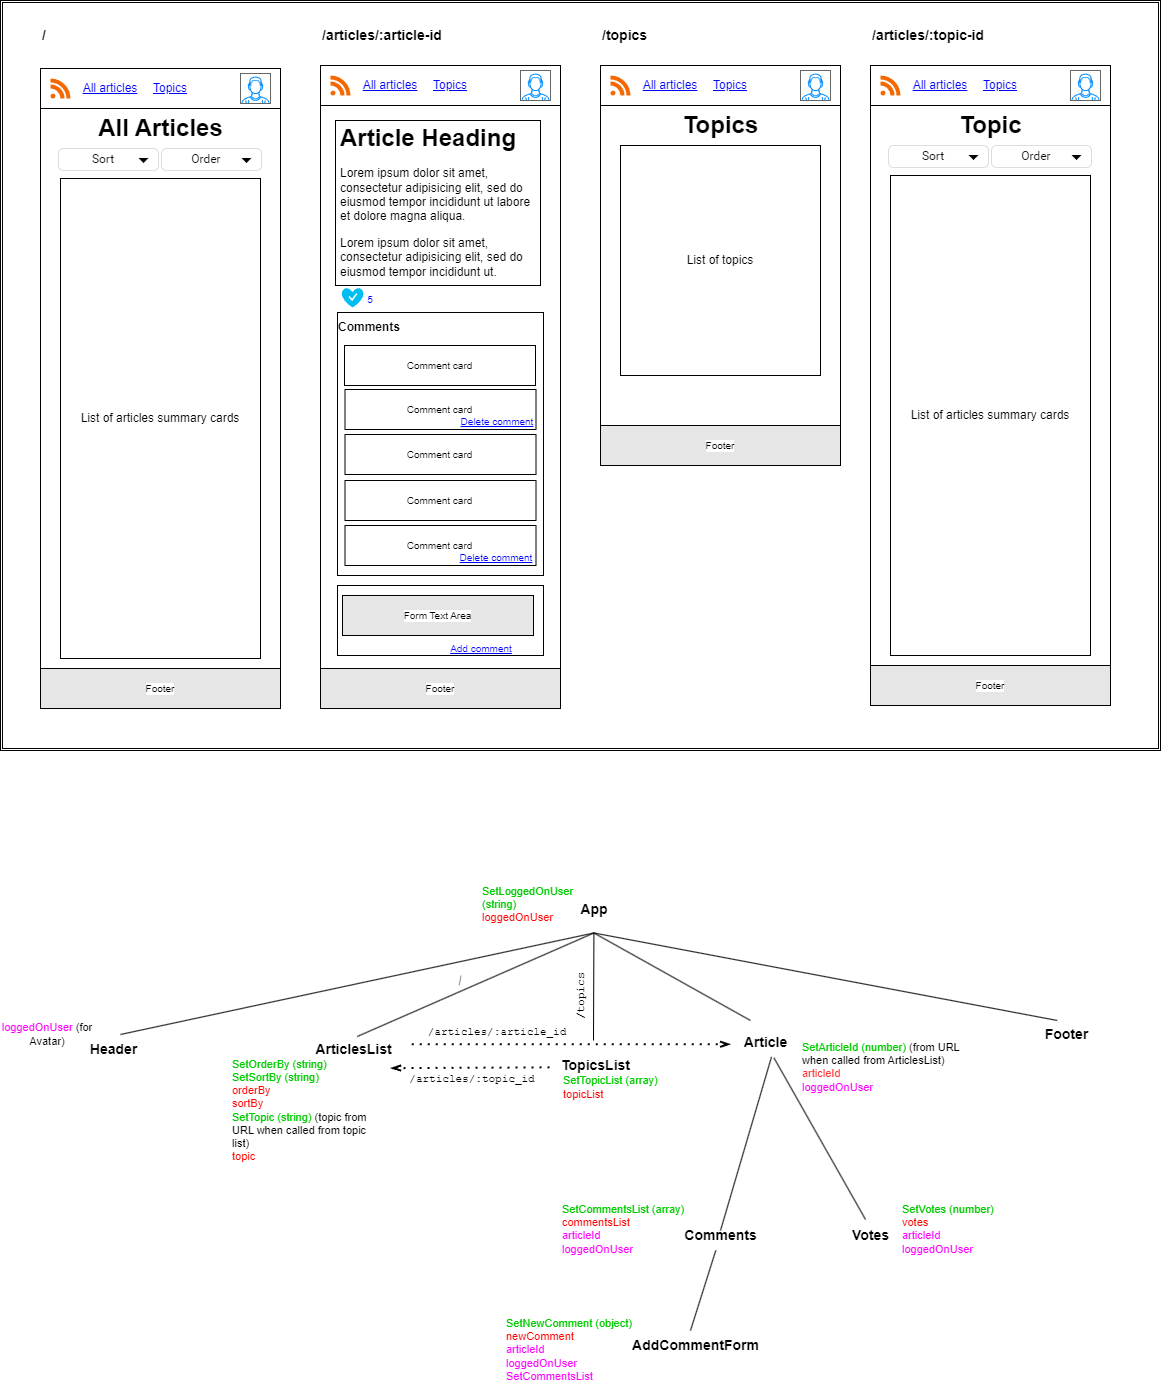 /
All articles
Topics
All Articles
Sort
Order
List of articles summary cards
Footer
/articles/:article-id
All articles
Topics
Article Heading
Lorem ipsum dolor sit amet,
consectetur adipisicing elit, sed do
eiusmod tempor incididunt ut labore
et dolore magna aliqua.
Lorem ipsum dolor sit amet,
consectetur adipisicing elit, sed do
eiusmod tempor incididunt ut.
5
Comments
Comment card
Comment card
Delete comment
Comment card
Comment card
Comment card
Delete comment
Form Text Area
Add comment
Footer
/topics
All articles
Topics
Topics
List of topics
Footer
/articles/:topic-id
All articles
Topics
Topic
Sort
Order
List of articles summary cards
Footer
SetLoggedOnUser
(string)
loggedOnUser
App
/
/topics
loggedOnUser (for
Avatar)
Header
/articles/:article_id
ArticlesList
/articles/:topic_id
SetOrderBy (string)
SetSortBy (string)
orderBy
sortBy
SetTopic (string) (topic from
URL when called from topic
list)
topic
TopicsList
SetTopicList (array)
topicList
Article
SetArticleId (number) (from URL
when called from ArticlesList)
articleId
loggedOnUser
Footer
SetCommentsList (array)
commentsList
articleId
loggedOnUser
Comments
Votes
SetVotes (number)
votes
articleId
loggedOnUser
SetNewComment (object)
newComment
articleId
loggedOnUser
SetCommentsList
AddCommentForm